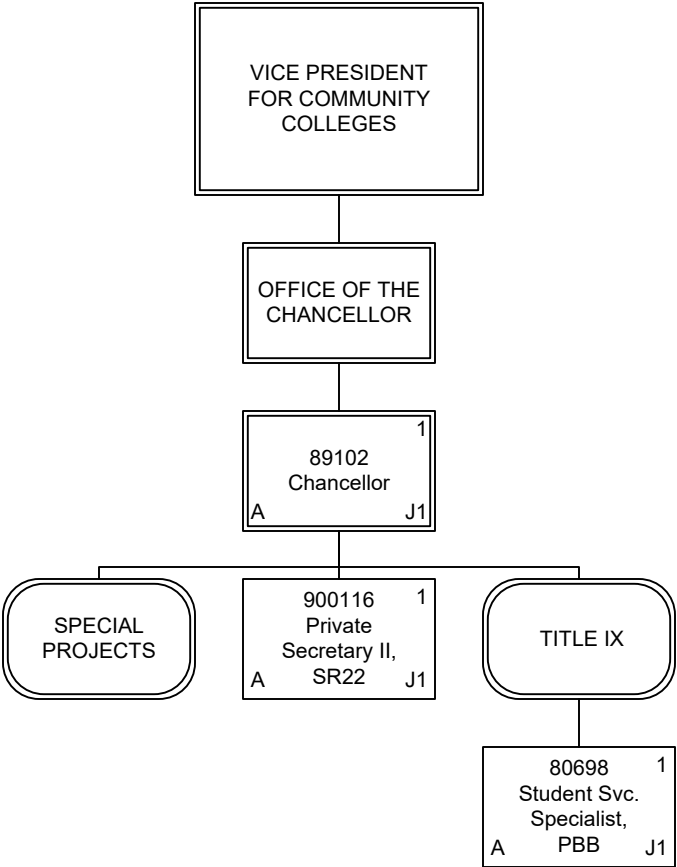 VICE PRESIDENT
FOR COMMUNITY
COLLEGES
OFFICE OF THE
CHANCELLOR
1
89102
Chancellor
A J1
SPECIAL
PROJECTS
900116 1
Private
Secretary II,
SR22
A J1
TITLE IX
80698 1
Student Svc.
Specialist,
PBB
A J1